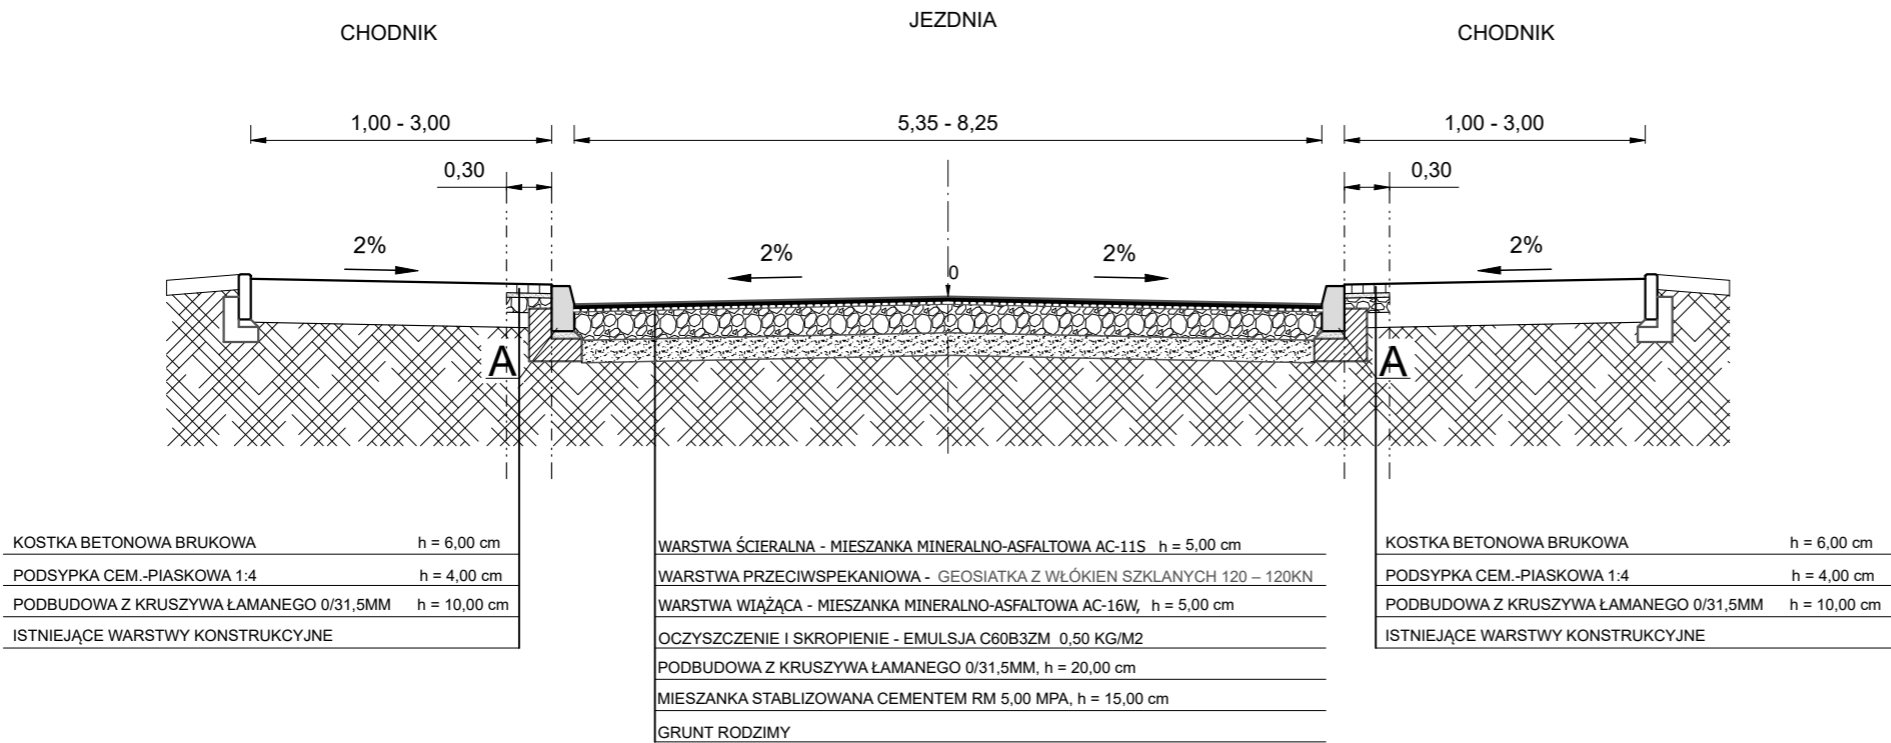 JEZDNIA
CHODNIK
CHODNIK
1,00 - 3,00
5,35 - 8,25
1,00 - 3,00
0,30
0,30
2%
2%
2%
2%
0
A
A
KOSTKA BETONOWA BRUKOWA h = 6,00 cm
PODSYPKA CEM.-PIASKOWA 1:4 h = 4,00 cm
PODBUDOWA Z KRUSZYWA ŁAMANEGO 0/31,5MM h = 10,00 cm
ISTNIEJĄCE WARSTWY KONSTRUKCYJNE
WARSTWA ŚCIERALNA - MIESZANKA MINERALNO-ASFALTOWA AC-11S h = 5,00 cm
WARSTWA PRZECIWSPEKANIOWA - GEOSIATKA Z WŁÓKIEN SZKLANYCH 120 – 120KN
WARSTWA WIĄŻĄCA - MIESZANKA MINERALNO-ASFALTOWA AC-16W, h = 5,00 cm
OCZYSZCZENIE I SKROPIENIE - EMULSJA C60B3ZM 0,50 KG/M2
PODBUDOWA Z KRUSZYWA ŁAMANEGO 0/31,5MM, h = 20,00 cm
MIESZANKA STABLIZOWANA CEMENTEM RM 5,00 MPA, h = 15,00 cm
GRUNT RODZIMY
KOSTKA BETONOWA BRUKOWA h = 6,00 cm
PODSYPKA CEM.-PIASKOWA 1:4 h = 4,00 cm
PODBUDOWA Z KRUSZYWA ŁAMANEGO 0/31,5MM h = 10,00 cm
ISTNIEJĄCE WARSTWY KONSTRUKCYJNE